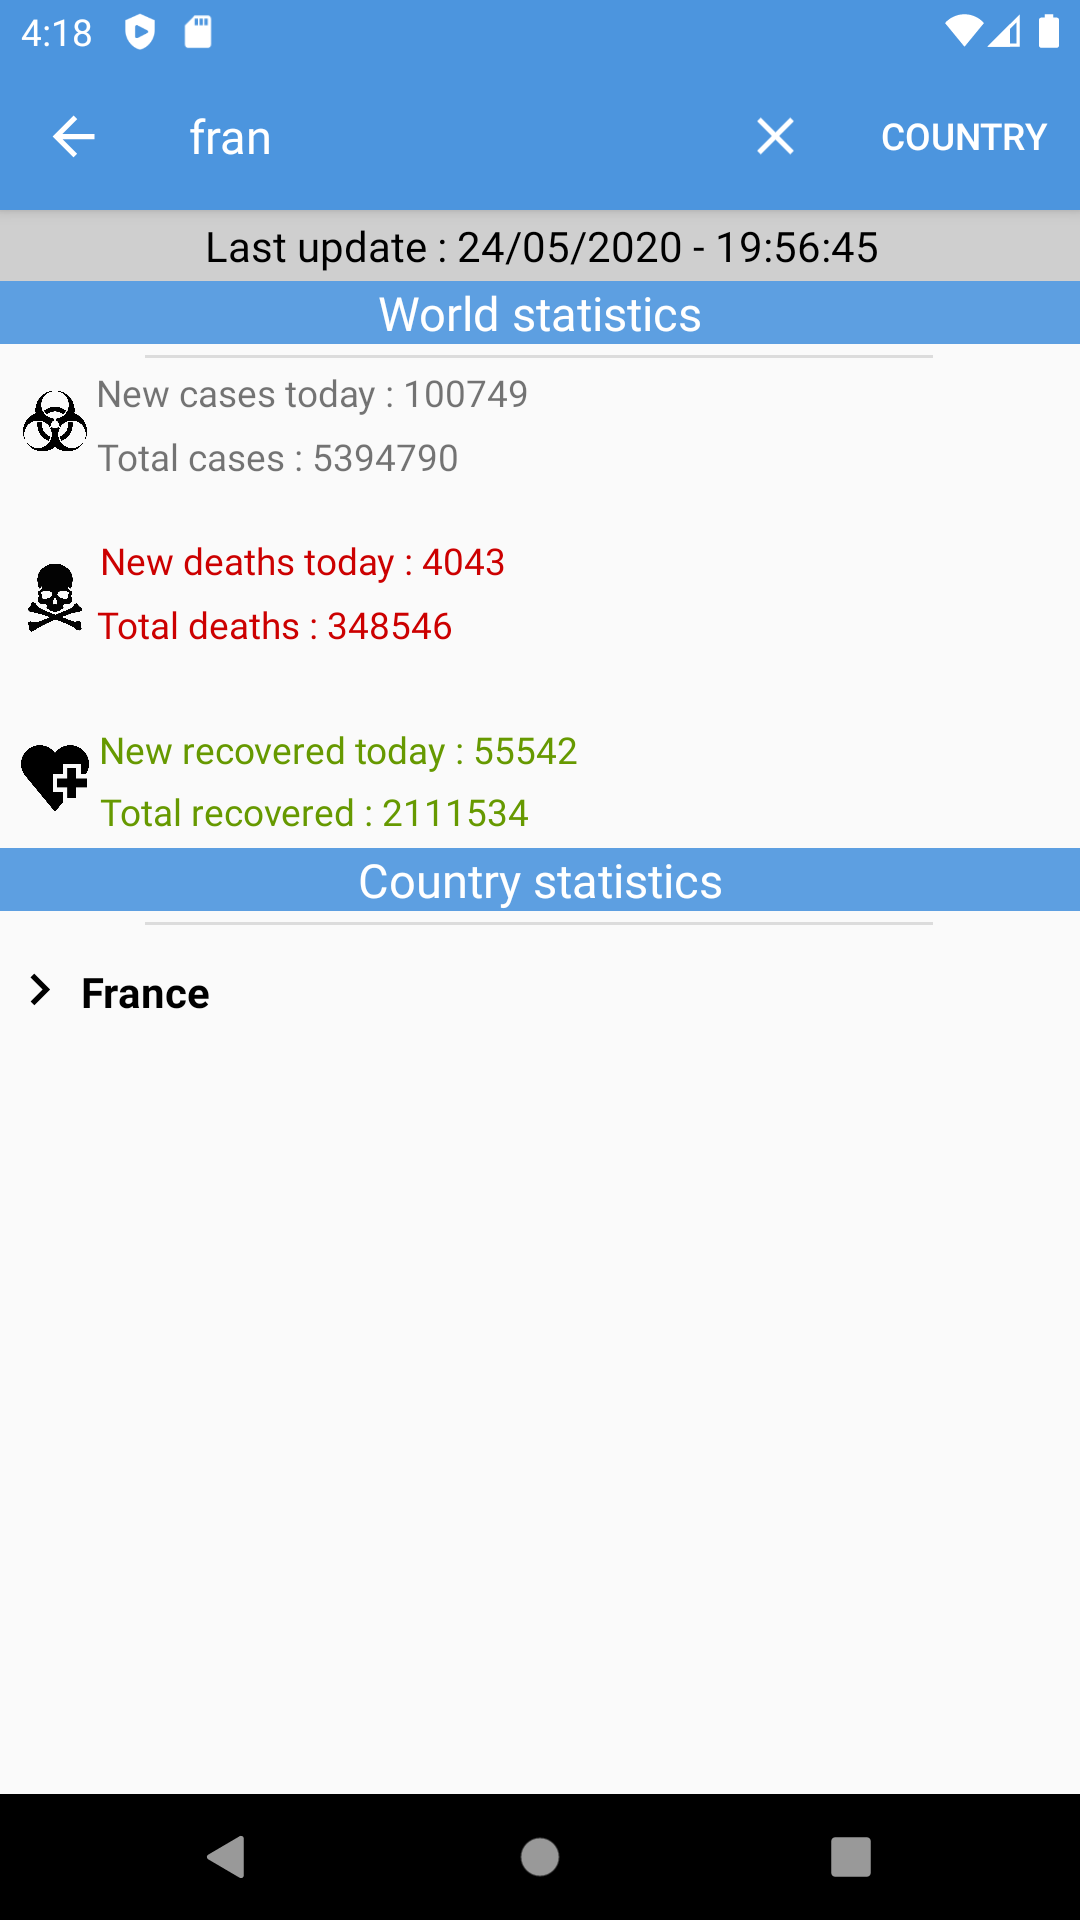 4:18
fran
COUNTRY
Last update : 24/05/2020 - 19:56:45
World statistics
New cases today : 100749
Total cases : 5394790
New deaths today : 4043
Total deaths : 348546
New recovered today : 55542
Total recovered : 2111534
Country statistics
France